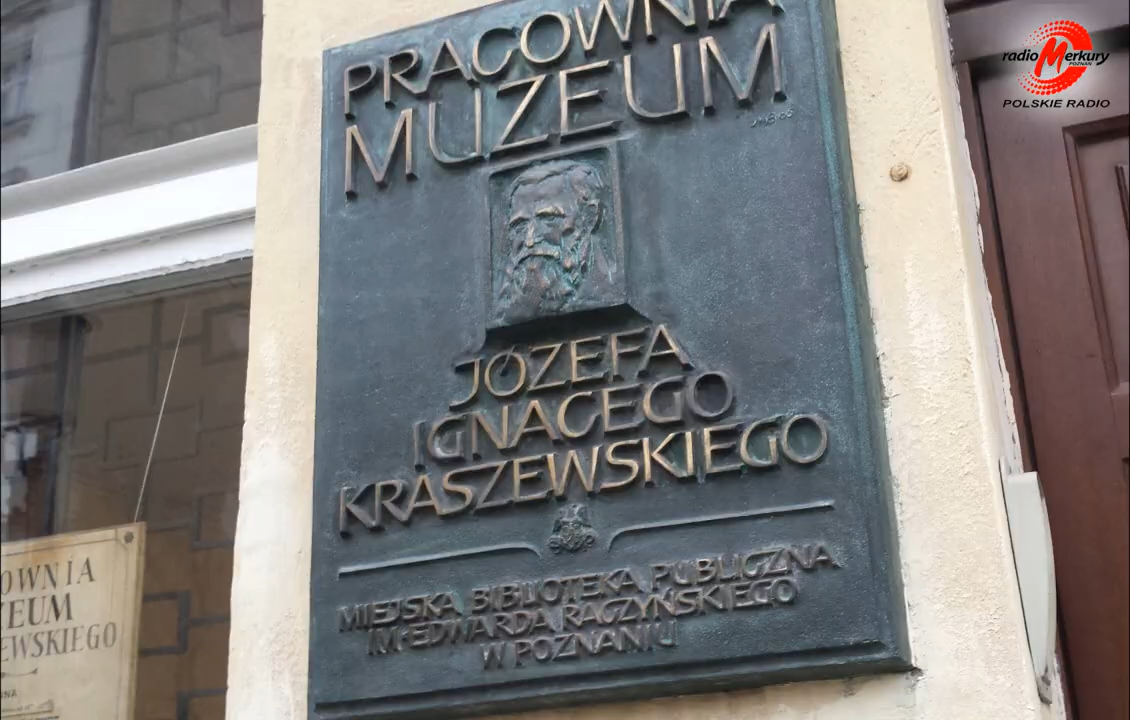 PRACOWNIA
MUZEUM
JÓZEFA
IGNACEGO
KRASZEWSKIEGO
MIEJSKA BIBLIOTEKA PUBLICZNA
IM. EDWARDA RACZYŃSKIEGO
W POZNANIU
OWNIA
ZEUM
EWSKIEGO
radio Merkury
POZNAŃ
POLSKIE RADIO